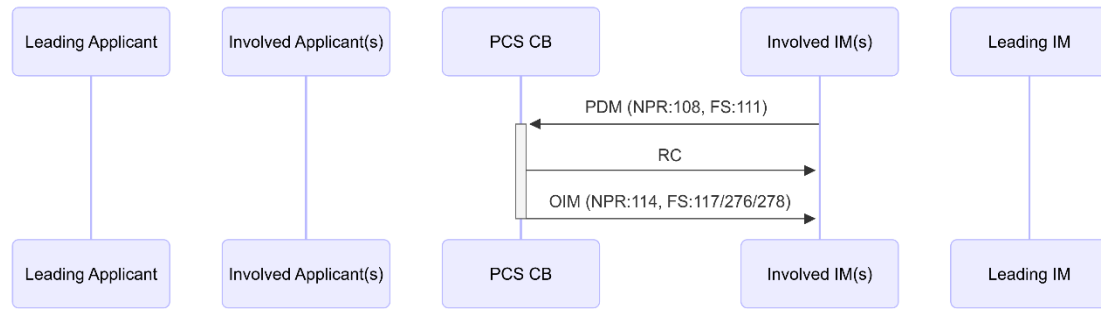 Leading Applicant
Involved Applicant(s)
PCS CB
Involved IM(s)
Leading IM
PDM (NPR:108, FS:111)
RC
OIM (NPR:114, FS:117/276/278)
Leading Applicant
Involved Applicant(s)
PCS CB
Involved IM(s)
Leading IM